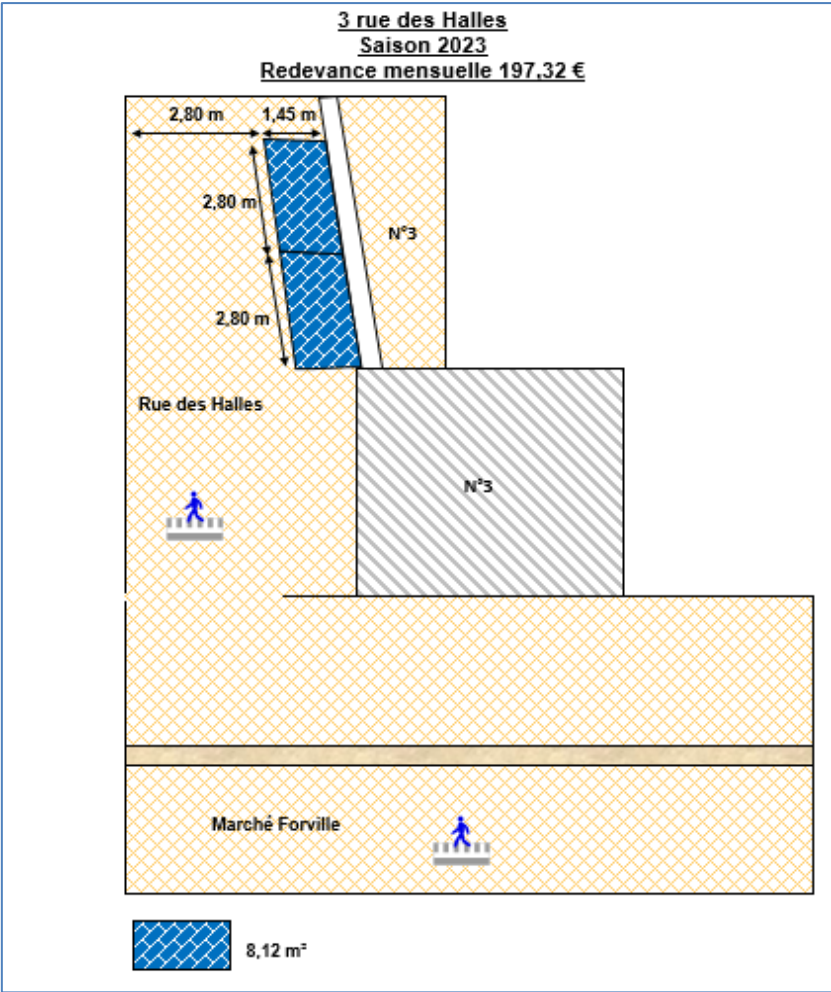 3 rue des Halles
Saison 2023
Redevance mensuelle 197,32 €
2,80 m
1,45 m
2,80 m
N°3
2,80 m
Rue des Halles
N°3
Marché Forville
8,12 m²